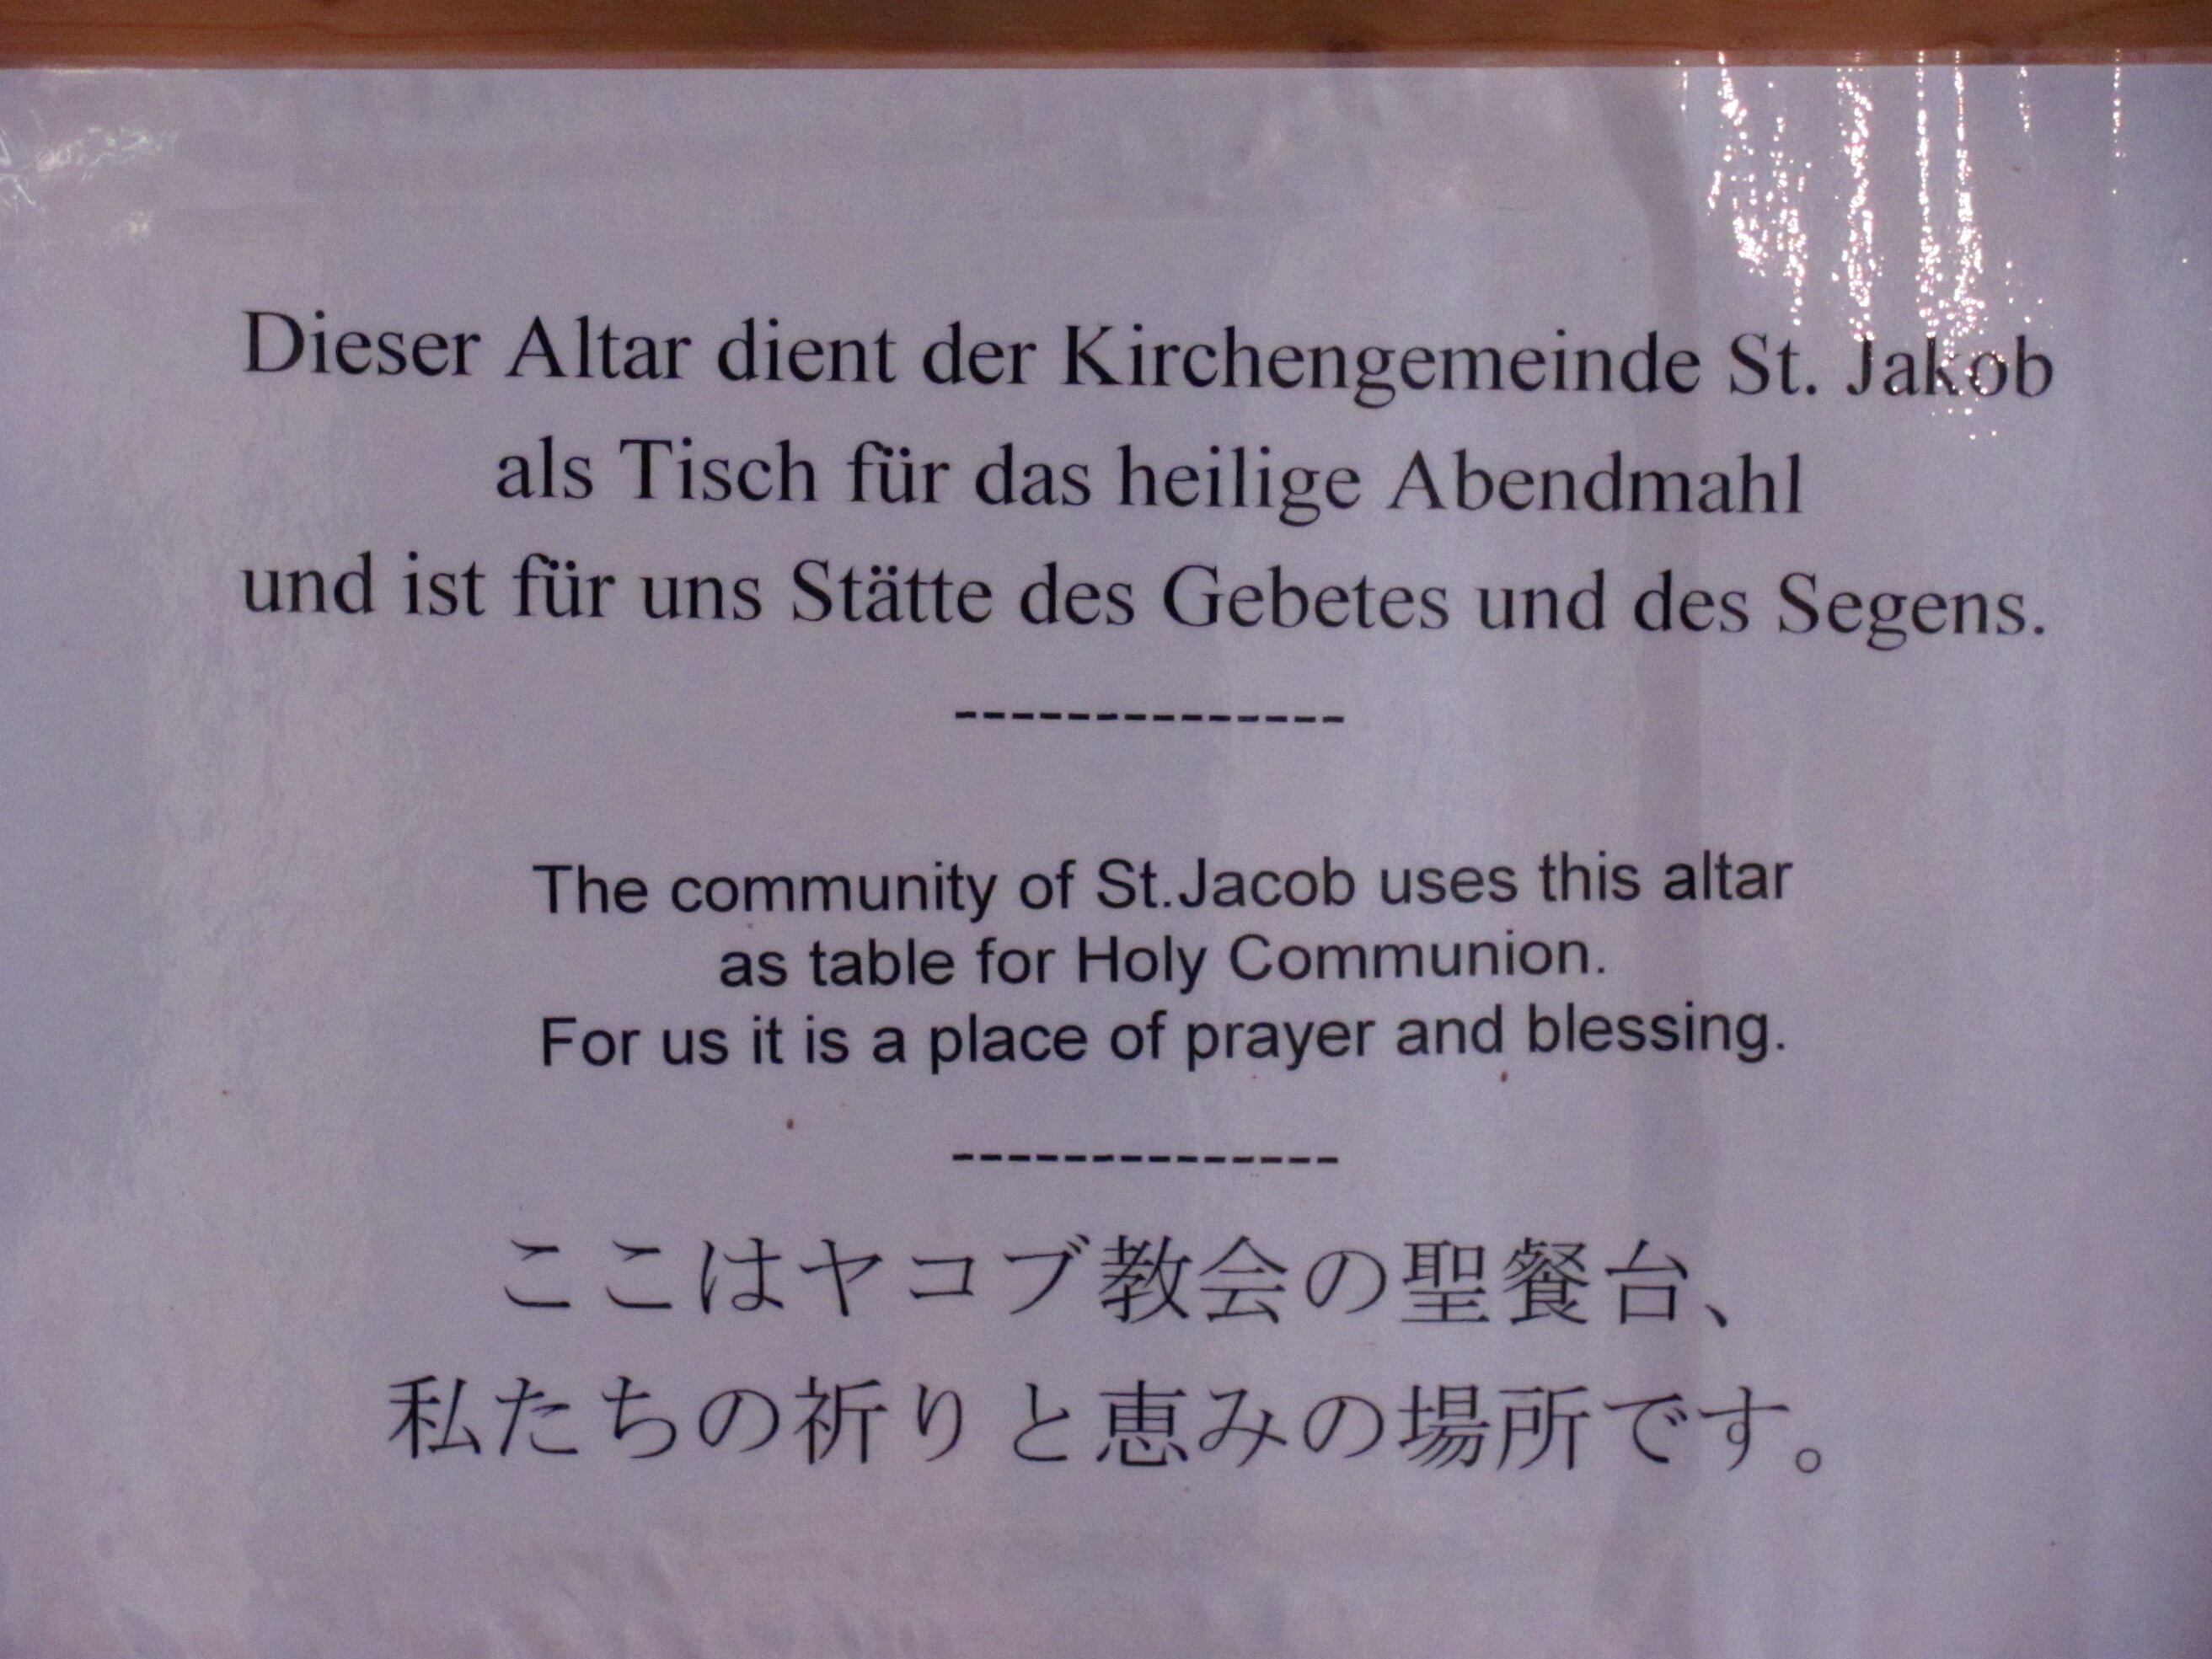 Dieser Altar dient der Kirchengemeinde St. Jakob
als Tisch für das heilige Abendmahl
und ist für uns Stätte des Gebetes und des Segens.
--------------
The community of St.Jacob uses this altar
as table for Holy Communion.
For us it is a place of prayer and blessing.
--------------
ここはヤコブ教会の聖餐台、
私たちの祈りと恵みの場所です。